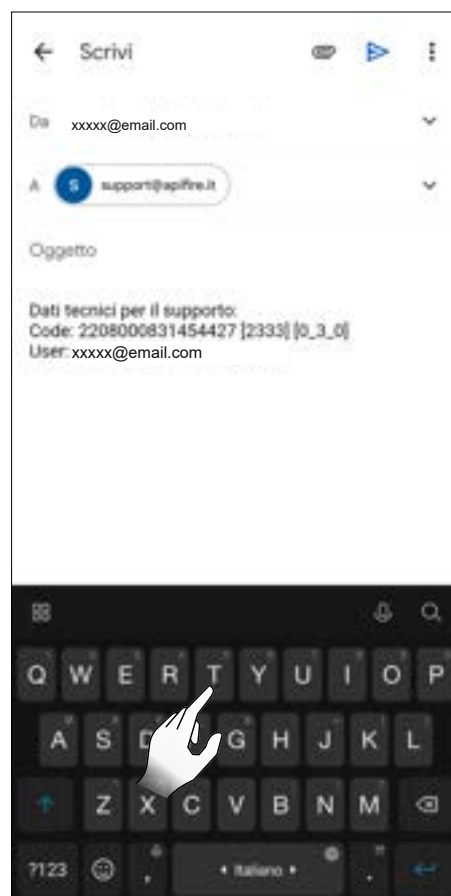 Scrivi
Da xxxxx@email.com
A S support@apifire.it
Oggetto
Dati tecnici per il supporto:
Code: 2208000831454427 [2333] [0_3_0]
User: xxxxx@email.com
Q W E R T Y U I O P
A S D G H J K L
Z X C V B N M
?123 , Italiano .